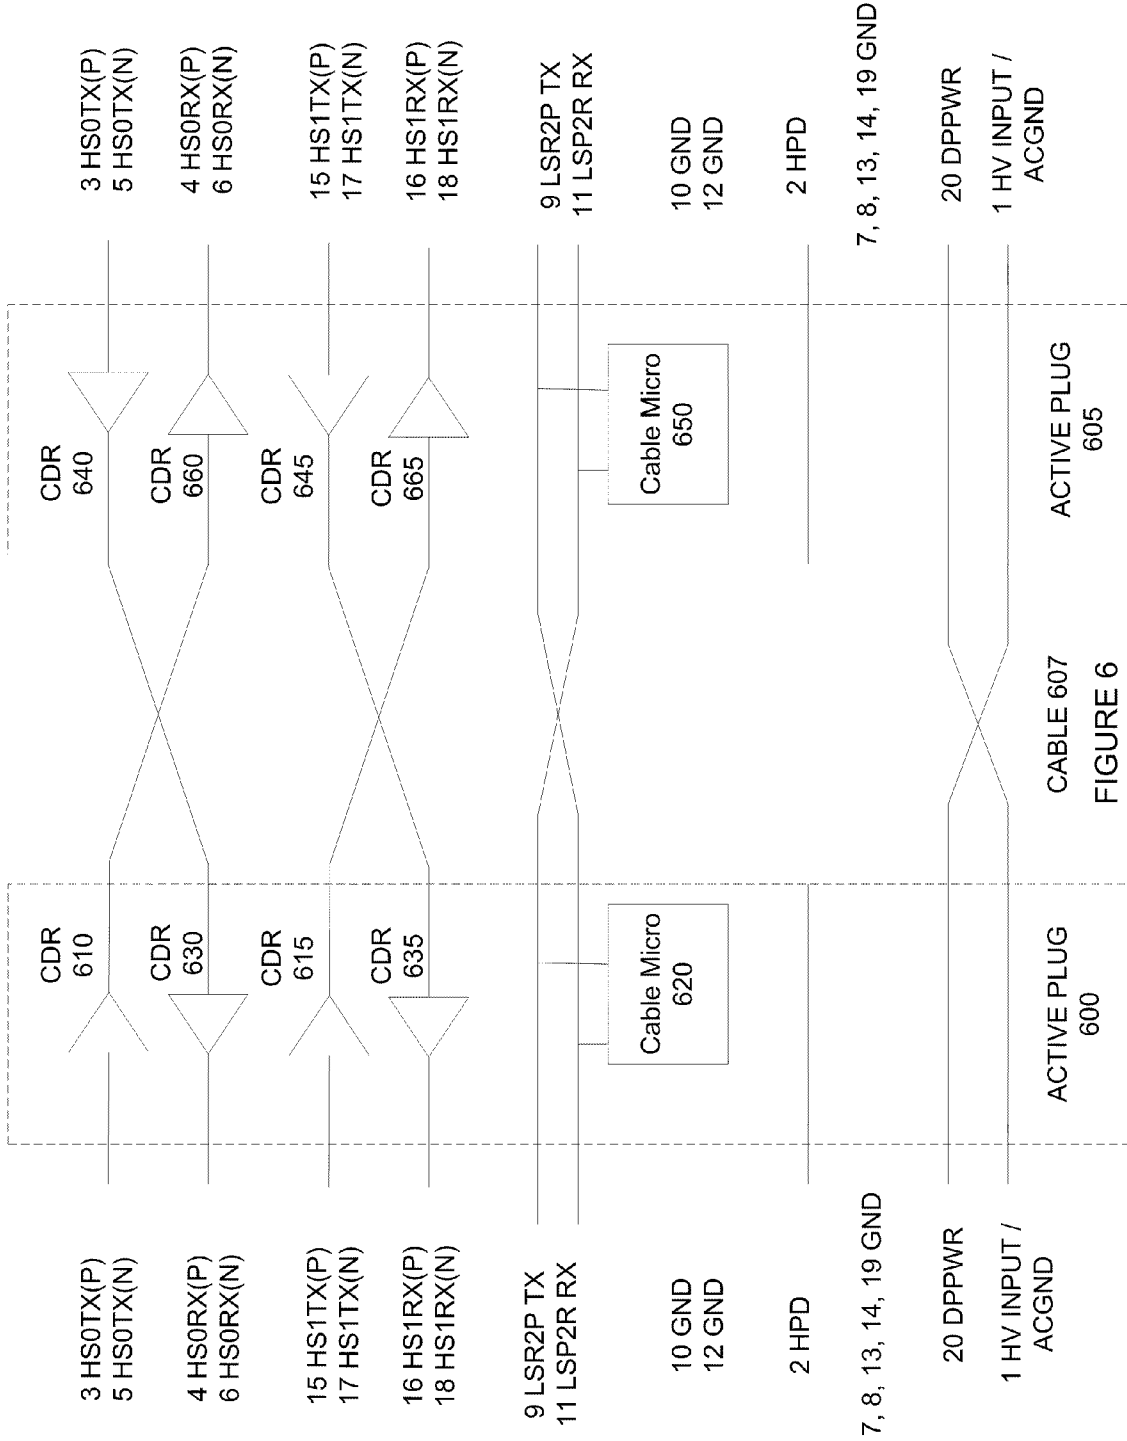 3 HS0TX(P)
5 HS0TX(N)
4 HS0RX(P)
6 HS0RX(N)
15 HS1TX(P)
17 HS1TX(N)
16 HS1RX(P)
18 HS1RX(N)
9 LSR2P TX
11 LSP2R RX
10 GND
12 GND
2 HPD
7, 8, 13, 14, 19 GND
20 DPPWR
1 HV INPUT /
ACGND
CDR
610
CDR
630
CDR
615
CDR
635
Cable Micro
620
ACTIVE PLUG
600
CABLE 607
CDR
640
CDR
660
CDR
645
CDR
665
Cable Micro
650
ACTIVE PLUG
605
3 HS0TX(P)
5 HS0TX(N)
4 HS0RX(P)
6 HS0RX(N)
15 HS1TX(P)
17 HS1TX(N)
16 HS1RX(P)
18 HS1RX(N)
9 LSR2P TX
11 LSP2R RX
10 GND
12 GND
2 HPD
7, 8, 13, 14, 19 GND
20 DPPWR
1 HV INPUT /
ACGND
FIGURE 6